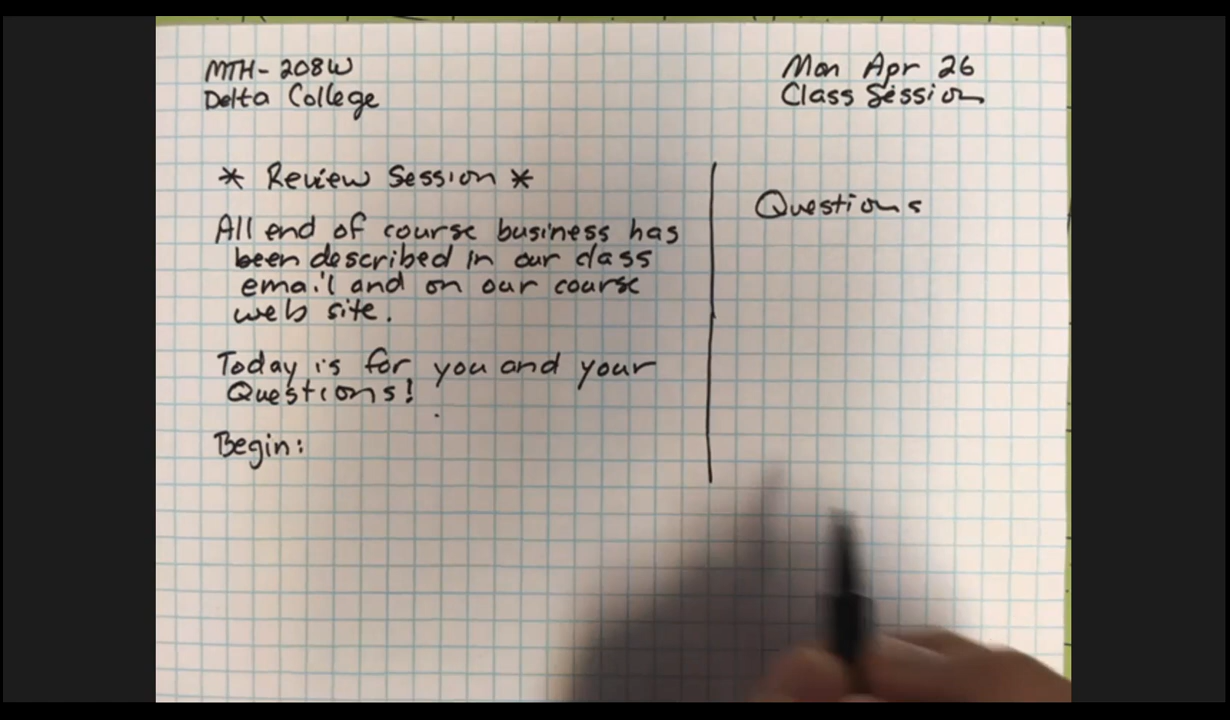 MTH-208W
Delta College
Mon Apr 26
Class Session
* Review Session *
All end of course business has
been described in our class
email and on our course
web site.
Today is for you and your
Questions!
Begin:
Questions